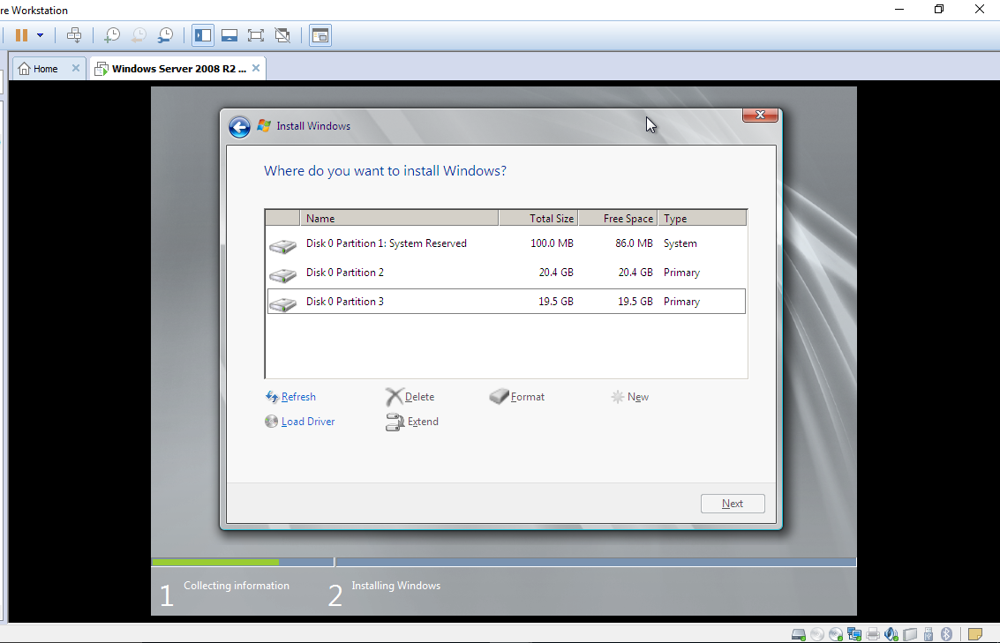 re Workstation
Home
Windows Server 2008 R2 ...
Install Windows
Where do you want to install Windows?
Name Total Size Free Space Type
Disk 0 Partition 1: System Reserved 100.0 MB 86.0 MB System
Disk 0 Partition 2 20.4 GB 20.4 GB Primary
Disk 0 Partition 3 19.5 GB 19.5 GB Primary
Refresh Delete Format New
Load Driver Extend
Next
1 Collecting information 2 Installing Windows